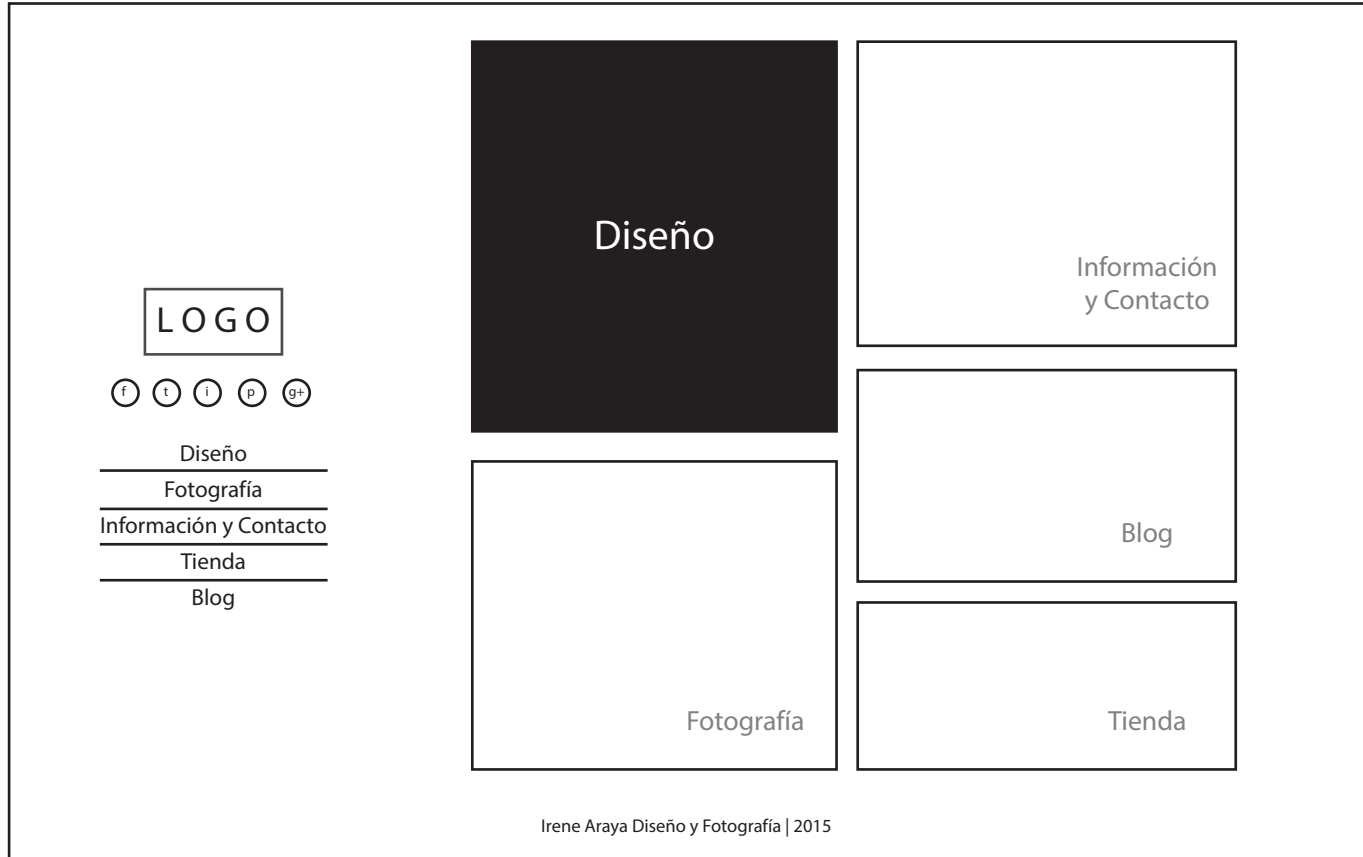 LOGO
f t i p g+
Diseño
Fotografía
Información y Contacto
Tienda
Blog
Diseño
Fotografía
Información
y Contacto
Blog
Tienda
Irene Araya Diseño y Fotografía | 2015